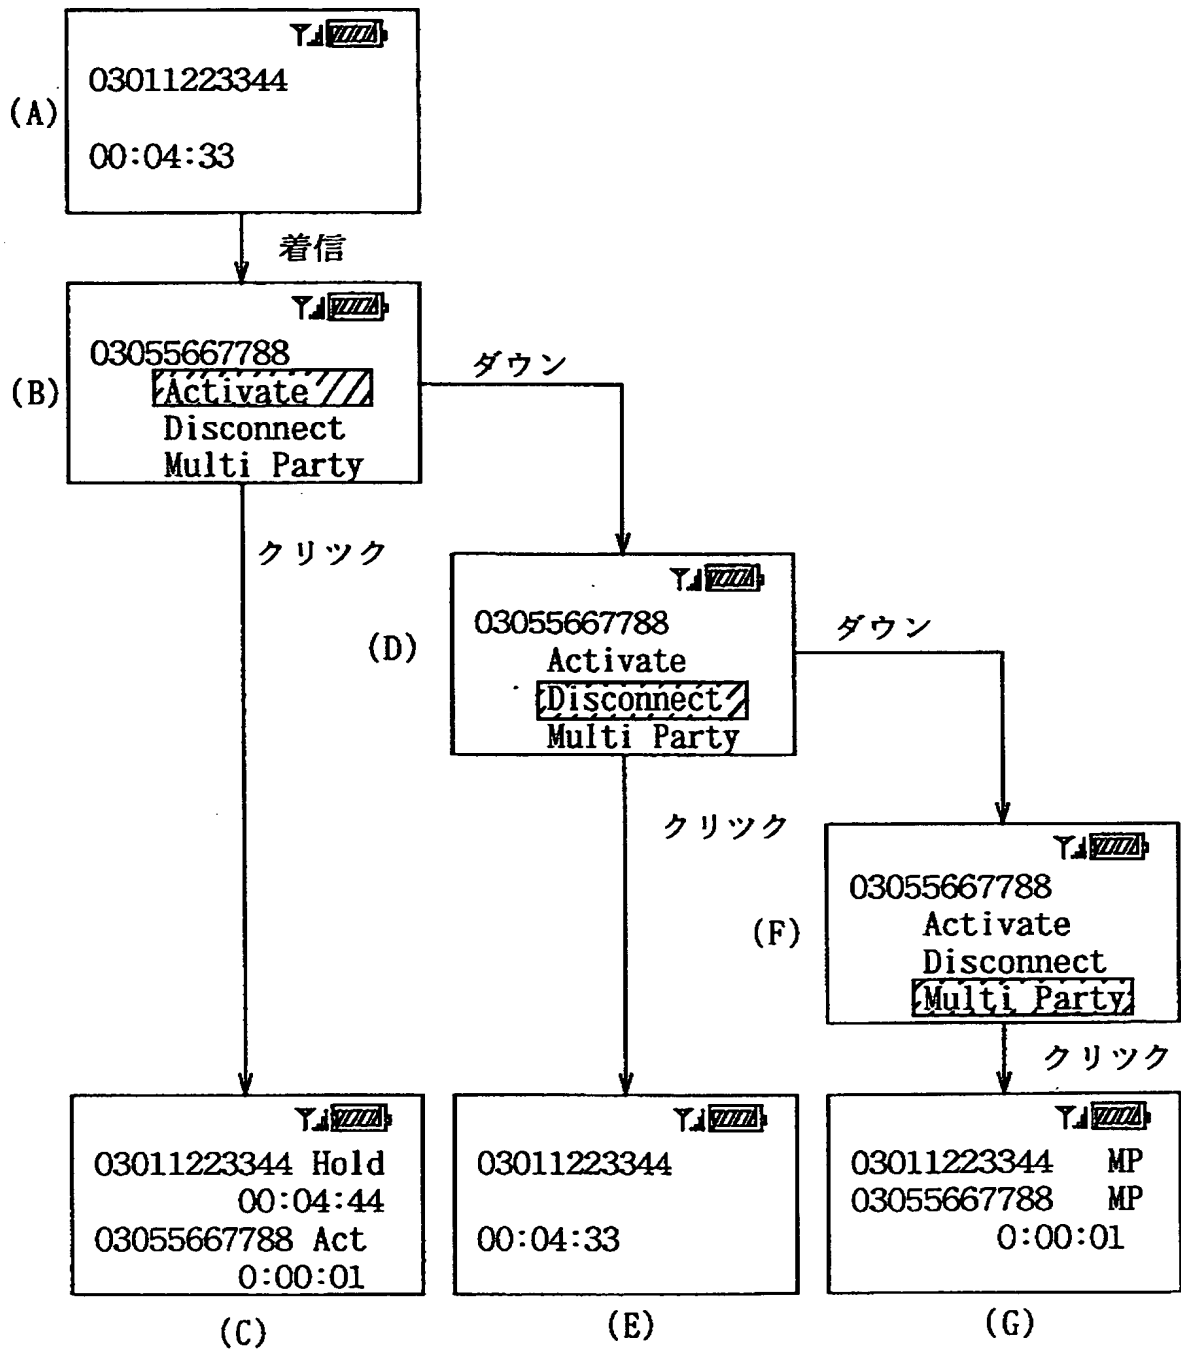 03011223344
(A)
00:04:33
着信
03055667788
(B)
Activate
Disconnect
Multi Party
ダウン
クリック
03055667788
(D)
Activate
Disconnect
Multi Party
ダウン
クリック
03055667788
(F)
Activate
Disconnect
Multi Party
クリック
03011223344 Hold
00:04:44
03055667788 Act
0:00:01
(C)
03011223344
00:04:33
(E)
03011223344 MP
03055667788 MP
0:00:01
(G)